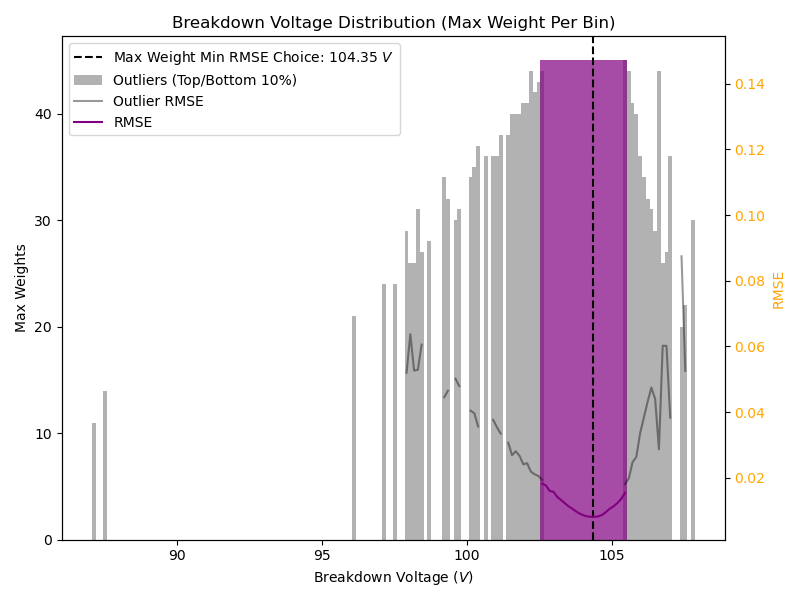 Breakdown Voltage Distribution (Max Weight Per Bin)
Max Weight Min RMSE Choice: 104.35 V
Outliers (Top/Bottom 10%)
Outlier RMSE
RMSE
Max Weights
40
30
20
10
0
0.14
0.12
0.10
0.08
0.06
0.04
0.02
RMSE
90 95 100 105
Breakdown Voltage (V)